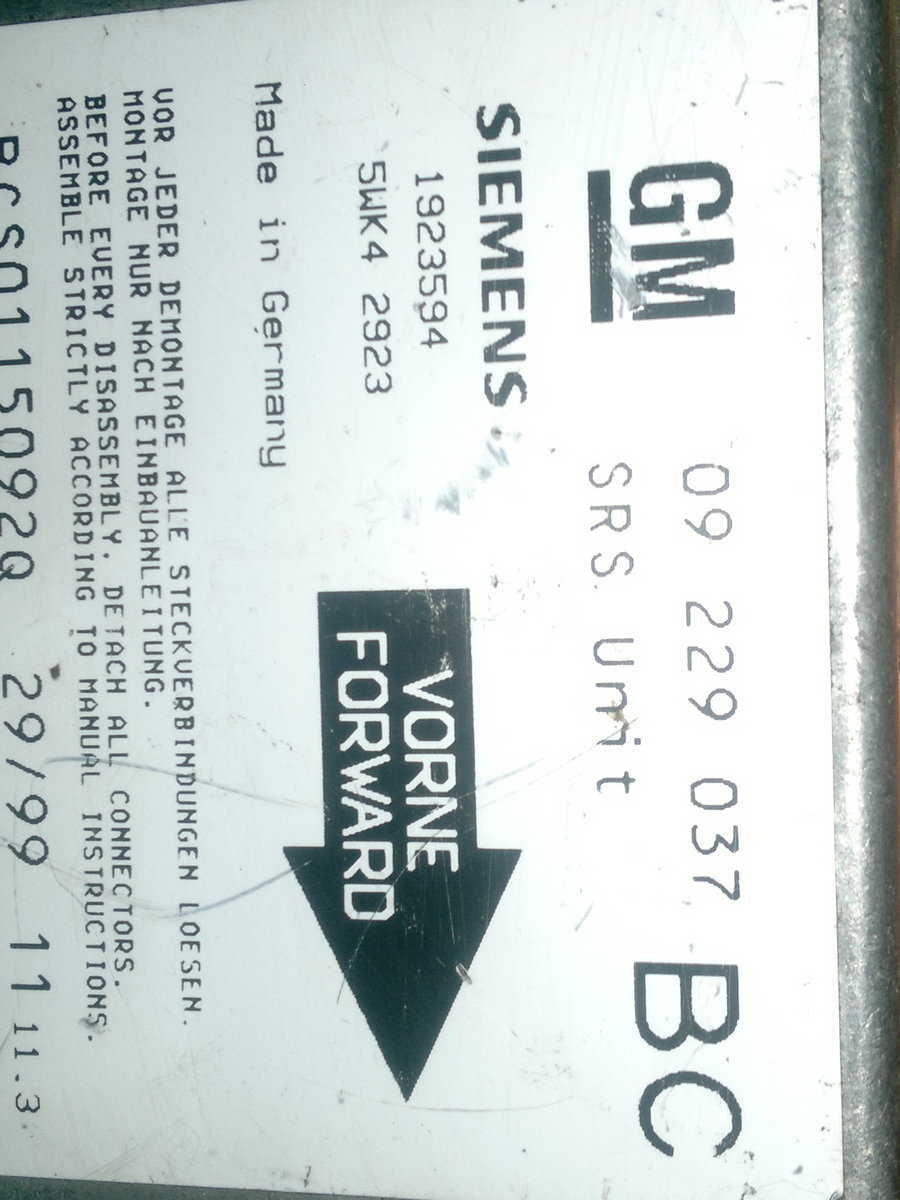 GM 09 229 037 BC
SRS Unit
SIEMENS
1923594
5WK4 2923
VORNE
FORWARD
Made in Germany
VOR JEDER DEMONTAGE ALLE STECKVERBINDUNGEN LOESEN.
MONTAGE NUR NACH EINBAUANLEITUNG.
BEFORE EVERY DISASSEMBLY, DETACH ALL CONNECTORS.
ASSEMBLE STRICTLY ACCORDING TO MANUAL INSTRUCTIONS.
29/99 11 11.3